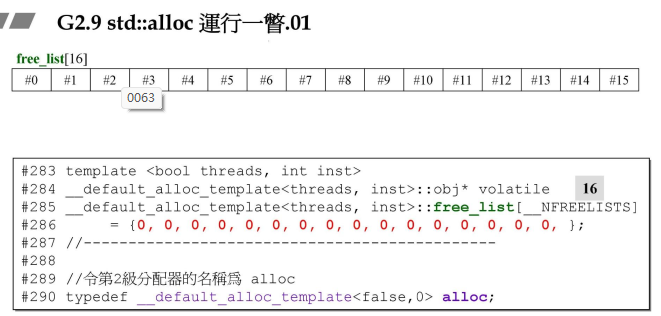 G2.9 std::alloc 運行一瞥.01
free_list[16]
#0 #1 #2 #3 #4 #5 #6 #7 #8 #9 #10 #11 #12 #13 #14 #15
0063
#283 template <bool threads, int inst>
#284 __default_alloc_template<threads, inst>::obj* volatile 16
#285 __default_alloc_template<threads, inst>::free_list[__NFREELISTS]
#286 = {0, 0, 0, 0, 0, 0, 0, 0, 0, 0, 0, 0, 0, 0, 0, 0, };
#287 //----------------------------------------------
#288
#289 //令第2級分配器的名稱爲 alloc
#290 typedef __default_alloc_template<false,0> alloc;